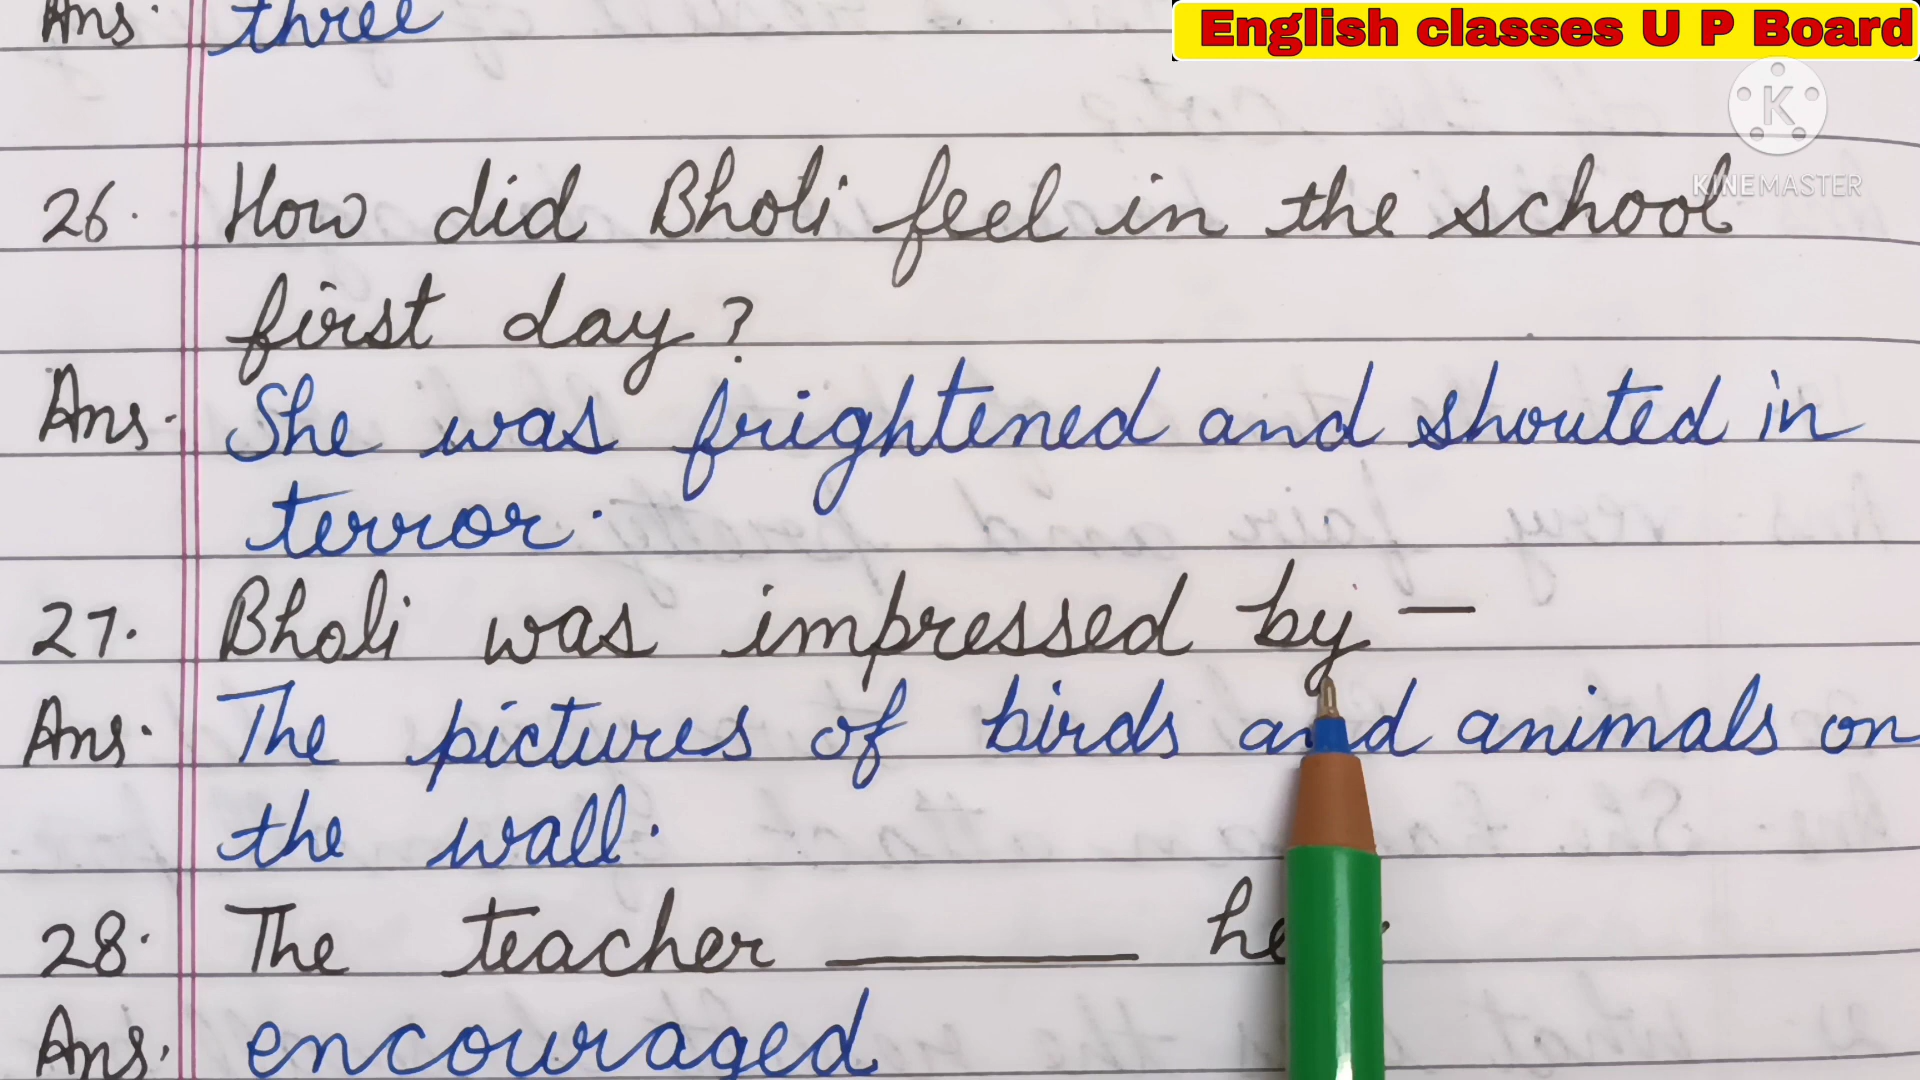 Ans. three
English classes U P Board
K
KINEMASTER
26. How did Bholi feel in the school
first day?
Ans. She was frightened and shouted in
terror.
27. Bholi was impressed by —
Ans. The pictures of birds and animals on
the wall.
28. The teacher ________ he
Ans. encouraged